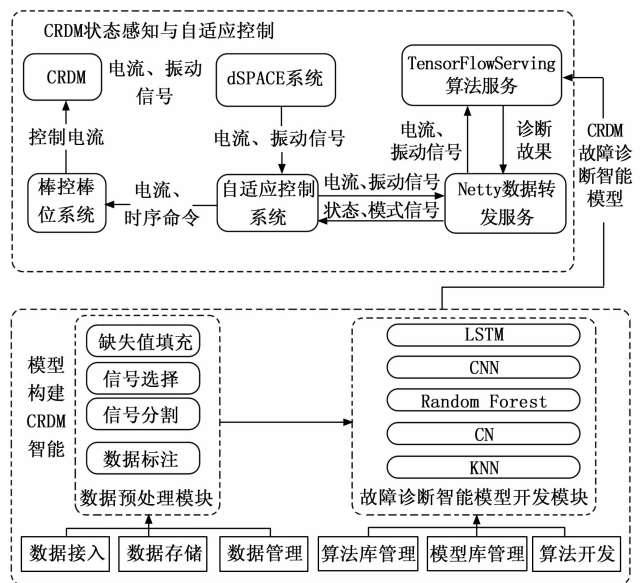 CRDM状态感知与自适应控制
CRDM
电流、振动
信号
dSPACE系统
TensorFlowServing
算法服务
控制电流
电流、振动信号
电流、
振动信号
诊断
故果
CRDM
故障诊
断智能
模型
棒控棒
位系统
电流、
时序命令
自适应控制
系统
电流、振动信号
状态、模式信号
Netty数据转
发服务
模型
构建
CRDM
智能
缺失值填充
信号选择
信号分割
数据标注
数据预处理模块
LSTM
CNN
Random Forest
CN
KNN
故障诊断智能模型开发模块
数据接入
数据存储
数据管理
算法库管理
模型库管理
算法开发